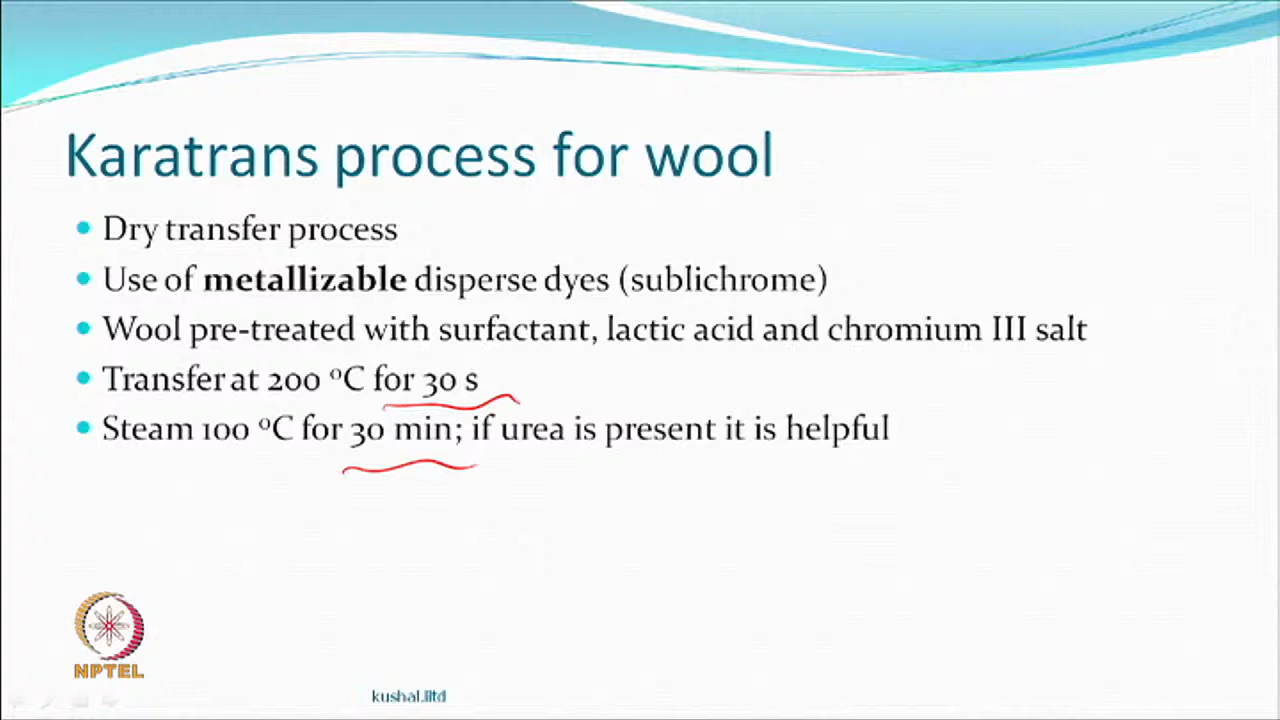 Karatrans process for wool
Dry transfer process
Use of metallizable disperse dyes (sublichrome)
Wool pre-treated with surfactant, lactic acid and chromium III salt
Transfer at 200 ⁰C for 30 s
Steam 100 ⁰C for 30 min; if urea is present it is helpful
NPTEL
kushal.iitd